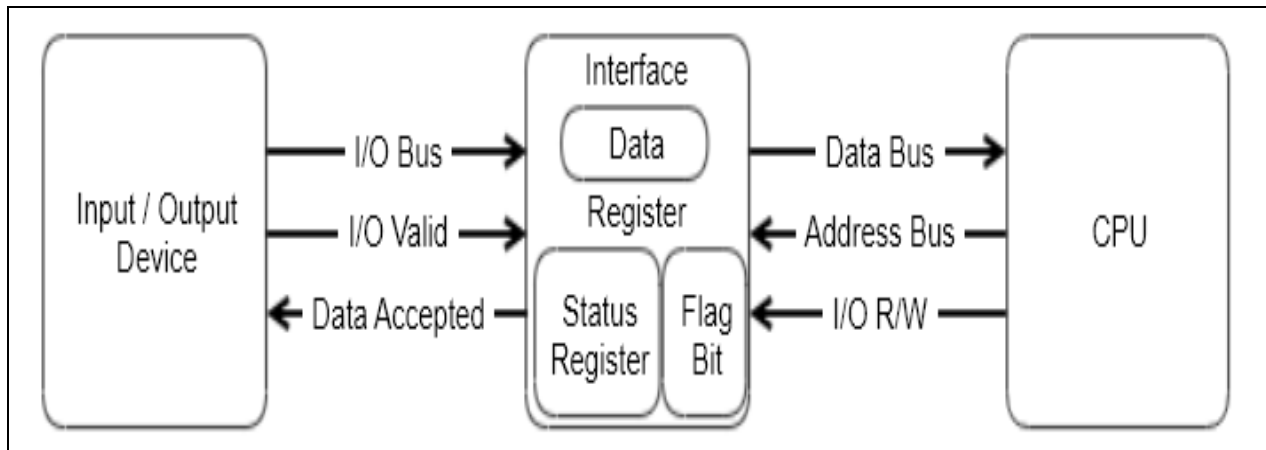 Input / Output
Device
I/O Bus
I/O Valid
Data Accepted
Interface
Data
Register
Status
Register
Flag
Bit
Data Bus
Address Bus
I/O R/W
CPU